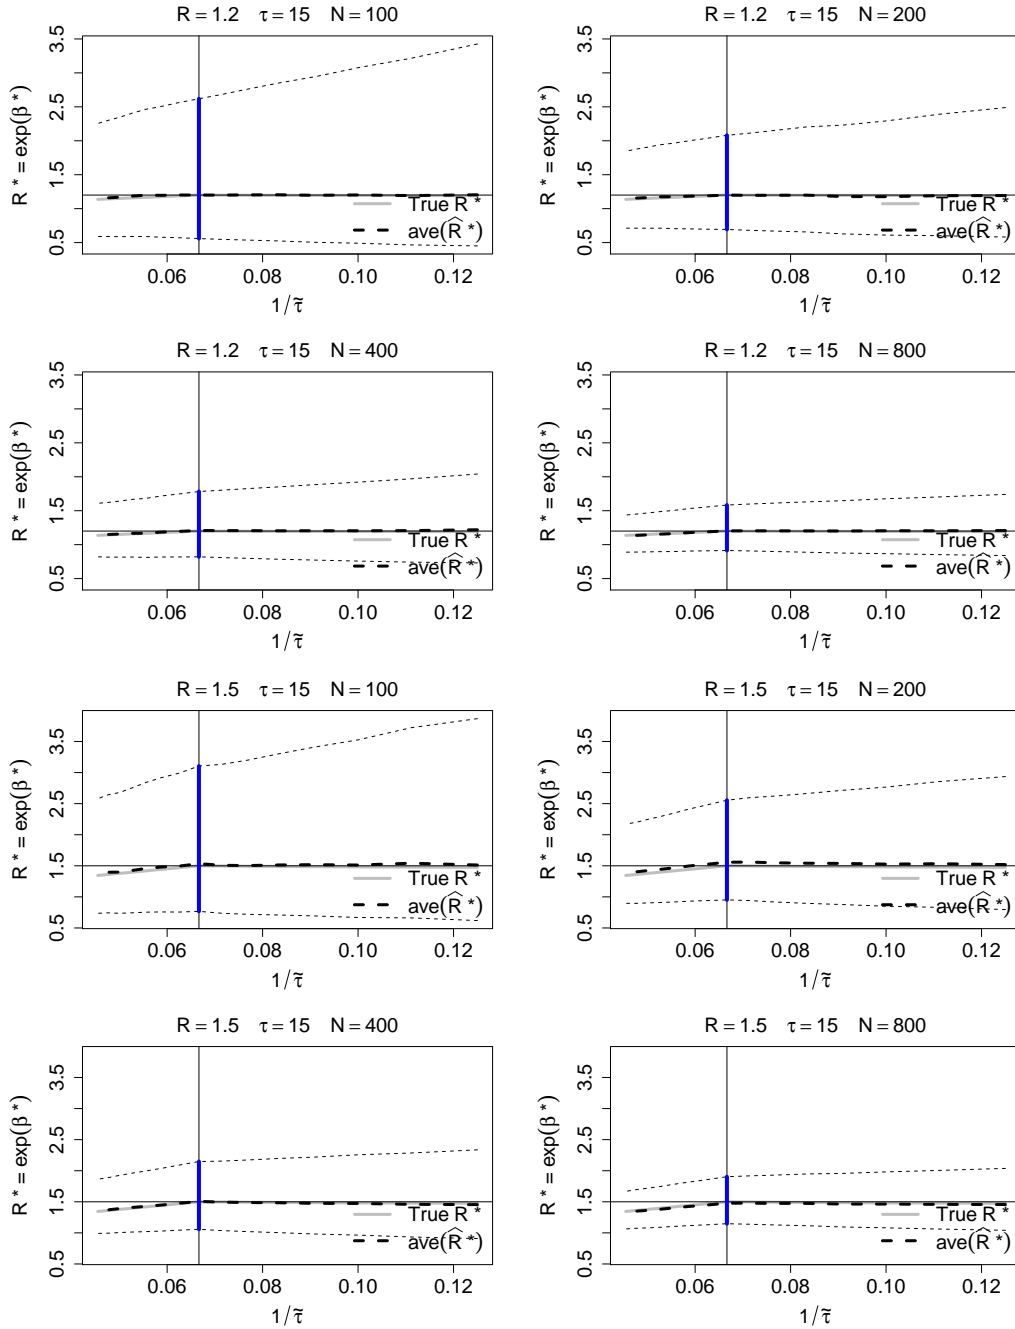 R = 1.2 τ = 15 N = 100
R * = exp(β *)
3.5
2.5
1.5
0.5
True R *
ave(R̂ *)
0.06 0.08 0.10 0.12
1/τ̃
R = 1.2 τ = 15 N = 200
R * = exp(β *)
3.5
2.5
1.5
0.5
True R *
ave(R̂ *)
0.06 0.08 0.10 0.12
1/τ̃
R = 1.2 τ = 15 N = 400
R * = exp(β *)
3.5
2.5
1.5
0.5
True R *
ave(R̂ *)
0.06 0.08 0.10 0.12
1/τ̃
R = 1.2 τ = 15 N = 800
R * = exp(β *)
3.5
2.5
1.5
0.5
True R *
ave(R̂ *)
0.06 0.08 0.10 0.12
1/τ̃
R = 1.5 τ = 15 N = 100
R * = exp(β *)
3.5
2.5
1.5
0.5
True R *
ave(R̂ *)
0.06 0.08 0.10 0.12
1/τ̃
R = 1.5 τ = 15 N = 200
R * = exp(β *)
3.5
2.5
1.5
0.5
True R *
ave(R̂ *)
0.06 0.08 0.10 0.12
1/τ̃
R = 1.5 τ = 15 N = 400
R * = exp(β *)
3.5
2.5
1.5
0.5
True R *
ave(R̂ *)
0.06 0.08 0.10 0.12
1/τ̃
R = 1.5 τ = 15 N = 800
R * = exp(β *)
3.5
2.5
1.5
0.5
True R *
ave(R̂ *)
0.06 0.08 0.10 0.12
1/τ̃